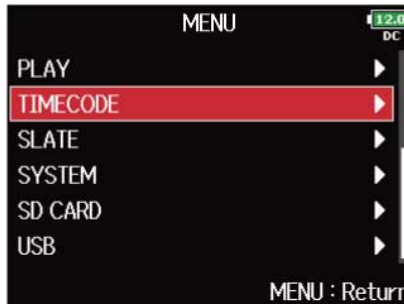 MENU
12.0
DC
PLAY
TIMECODE
SLATE
SYSTEM
SD CARD
USB
MENU : Return